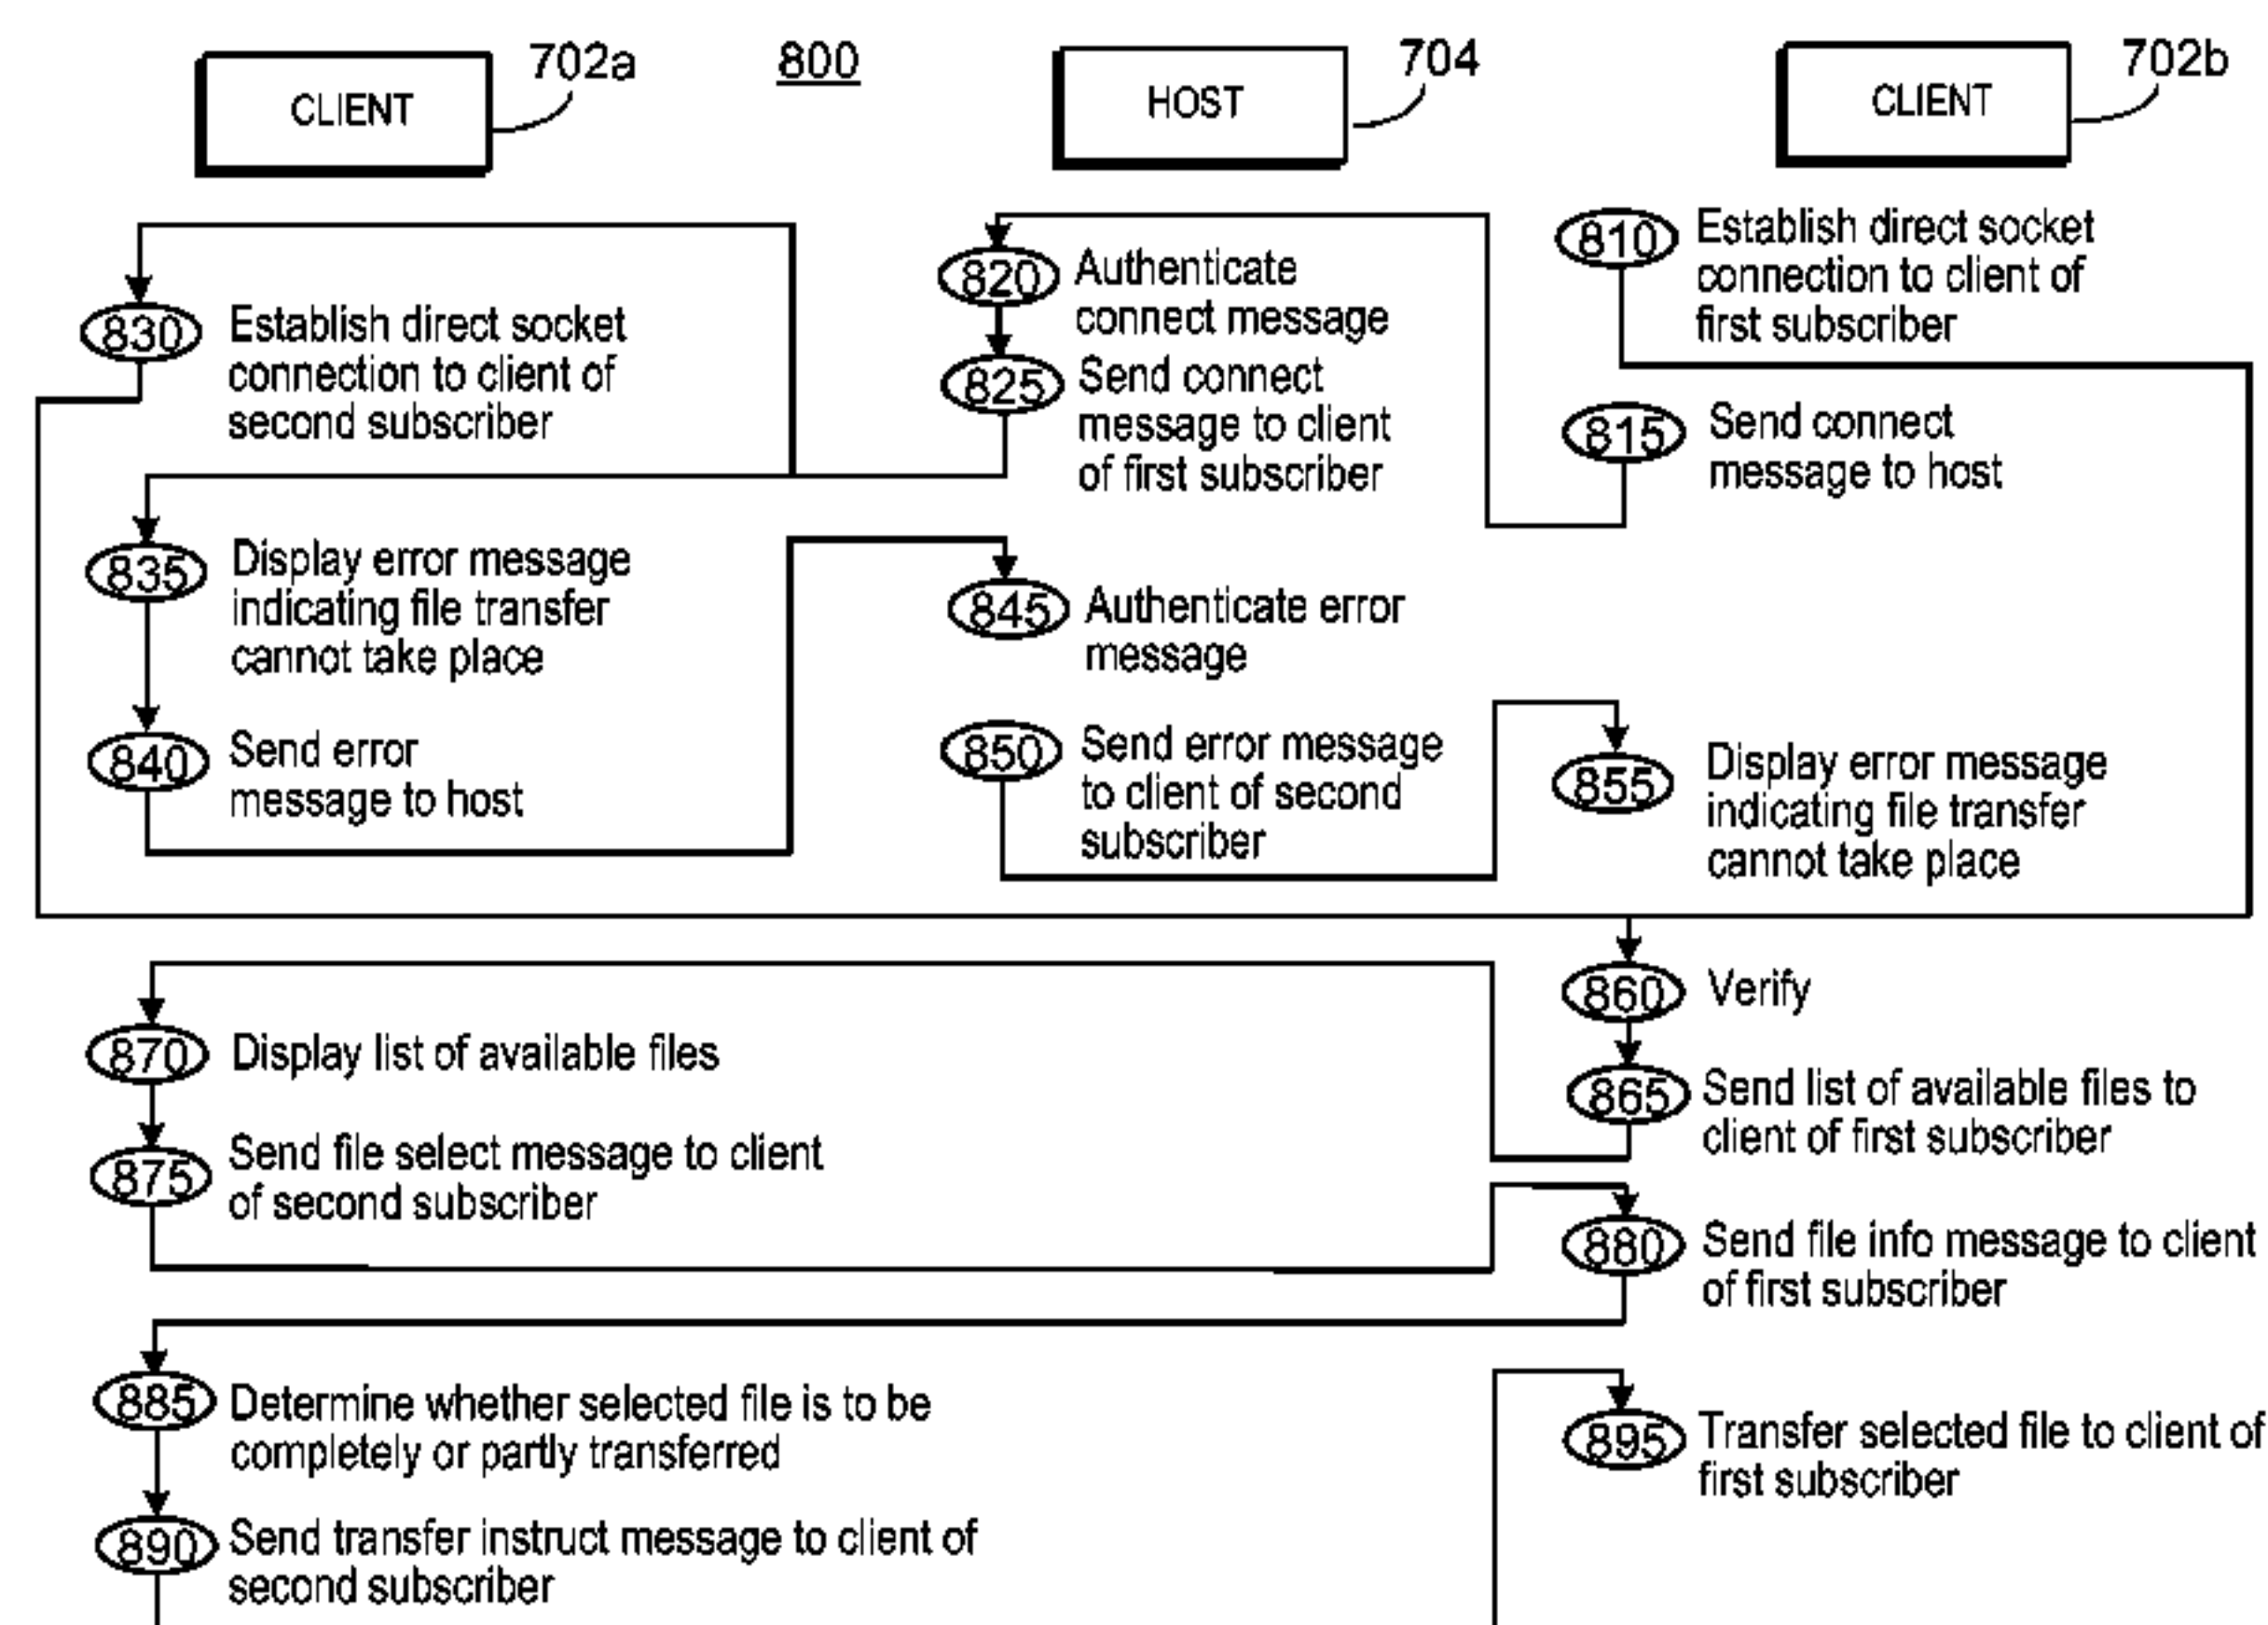 CLIENT
702a
800
HOST
704
CLIENT
702b
830
Establish direct socket
connection to client of
second subscriber
820
Authenticate
connect message
825
Send connect
message to client
of first subscriber
810
Establish direct socket
connection to client of
first subscriber
815
Send connect
message to host
835
Display error message
indicating file transfer
cannot take place
840
Send error
message to host
845
Authenticate error
message
850
Send error message
to client of second
subscriber
855
Display error message
indicating file transfer
cannot take place
860
Verify
865
Send list of available files to
client of first subscriber
870
Display list of available files
875
Send file select message to client
of second subscriber
880
Send file info message to client
of first subscriber
885
Determine whether selected file is to be
completely or partly transferred
890
Send transfer instruct message to client of
second subscriber
895
Transfer selected file to client of
first subscriber